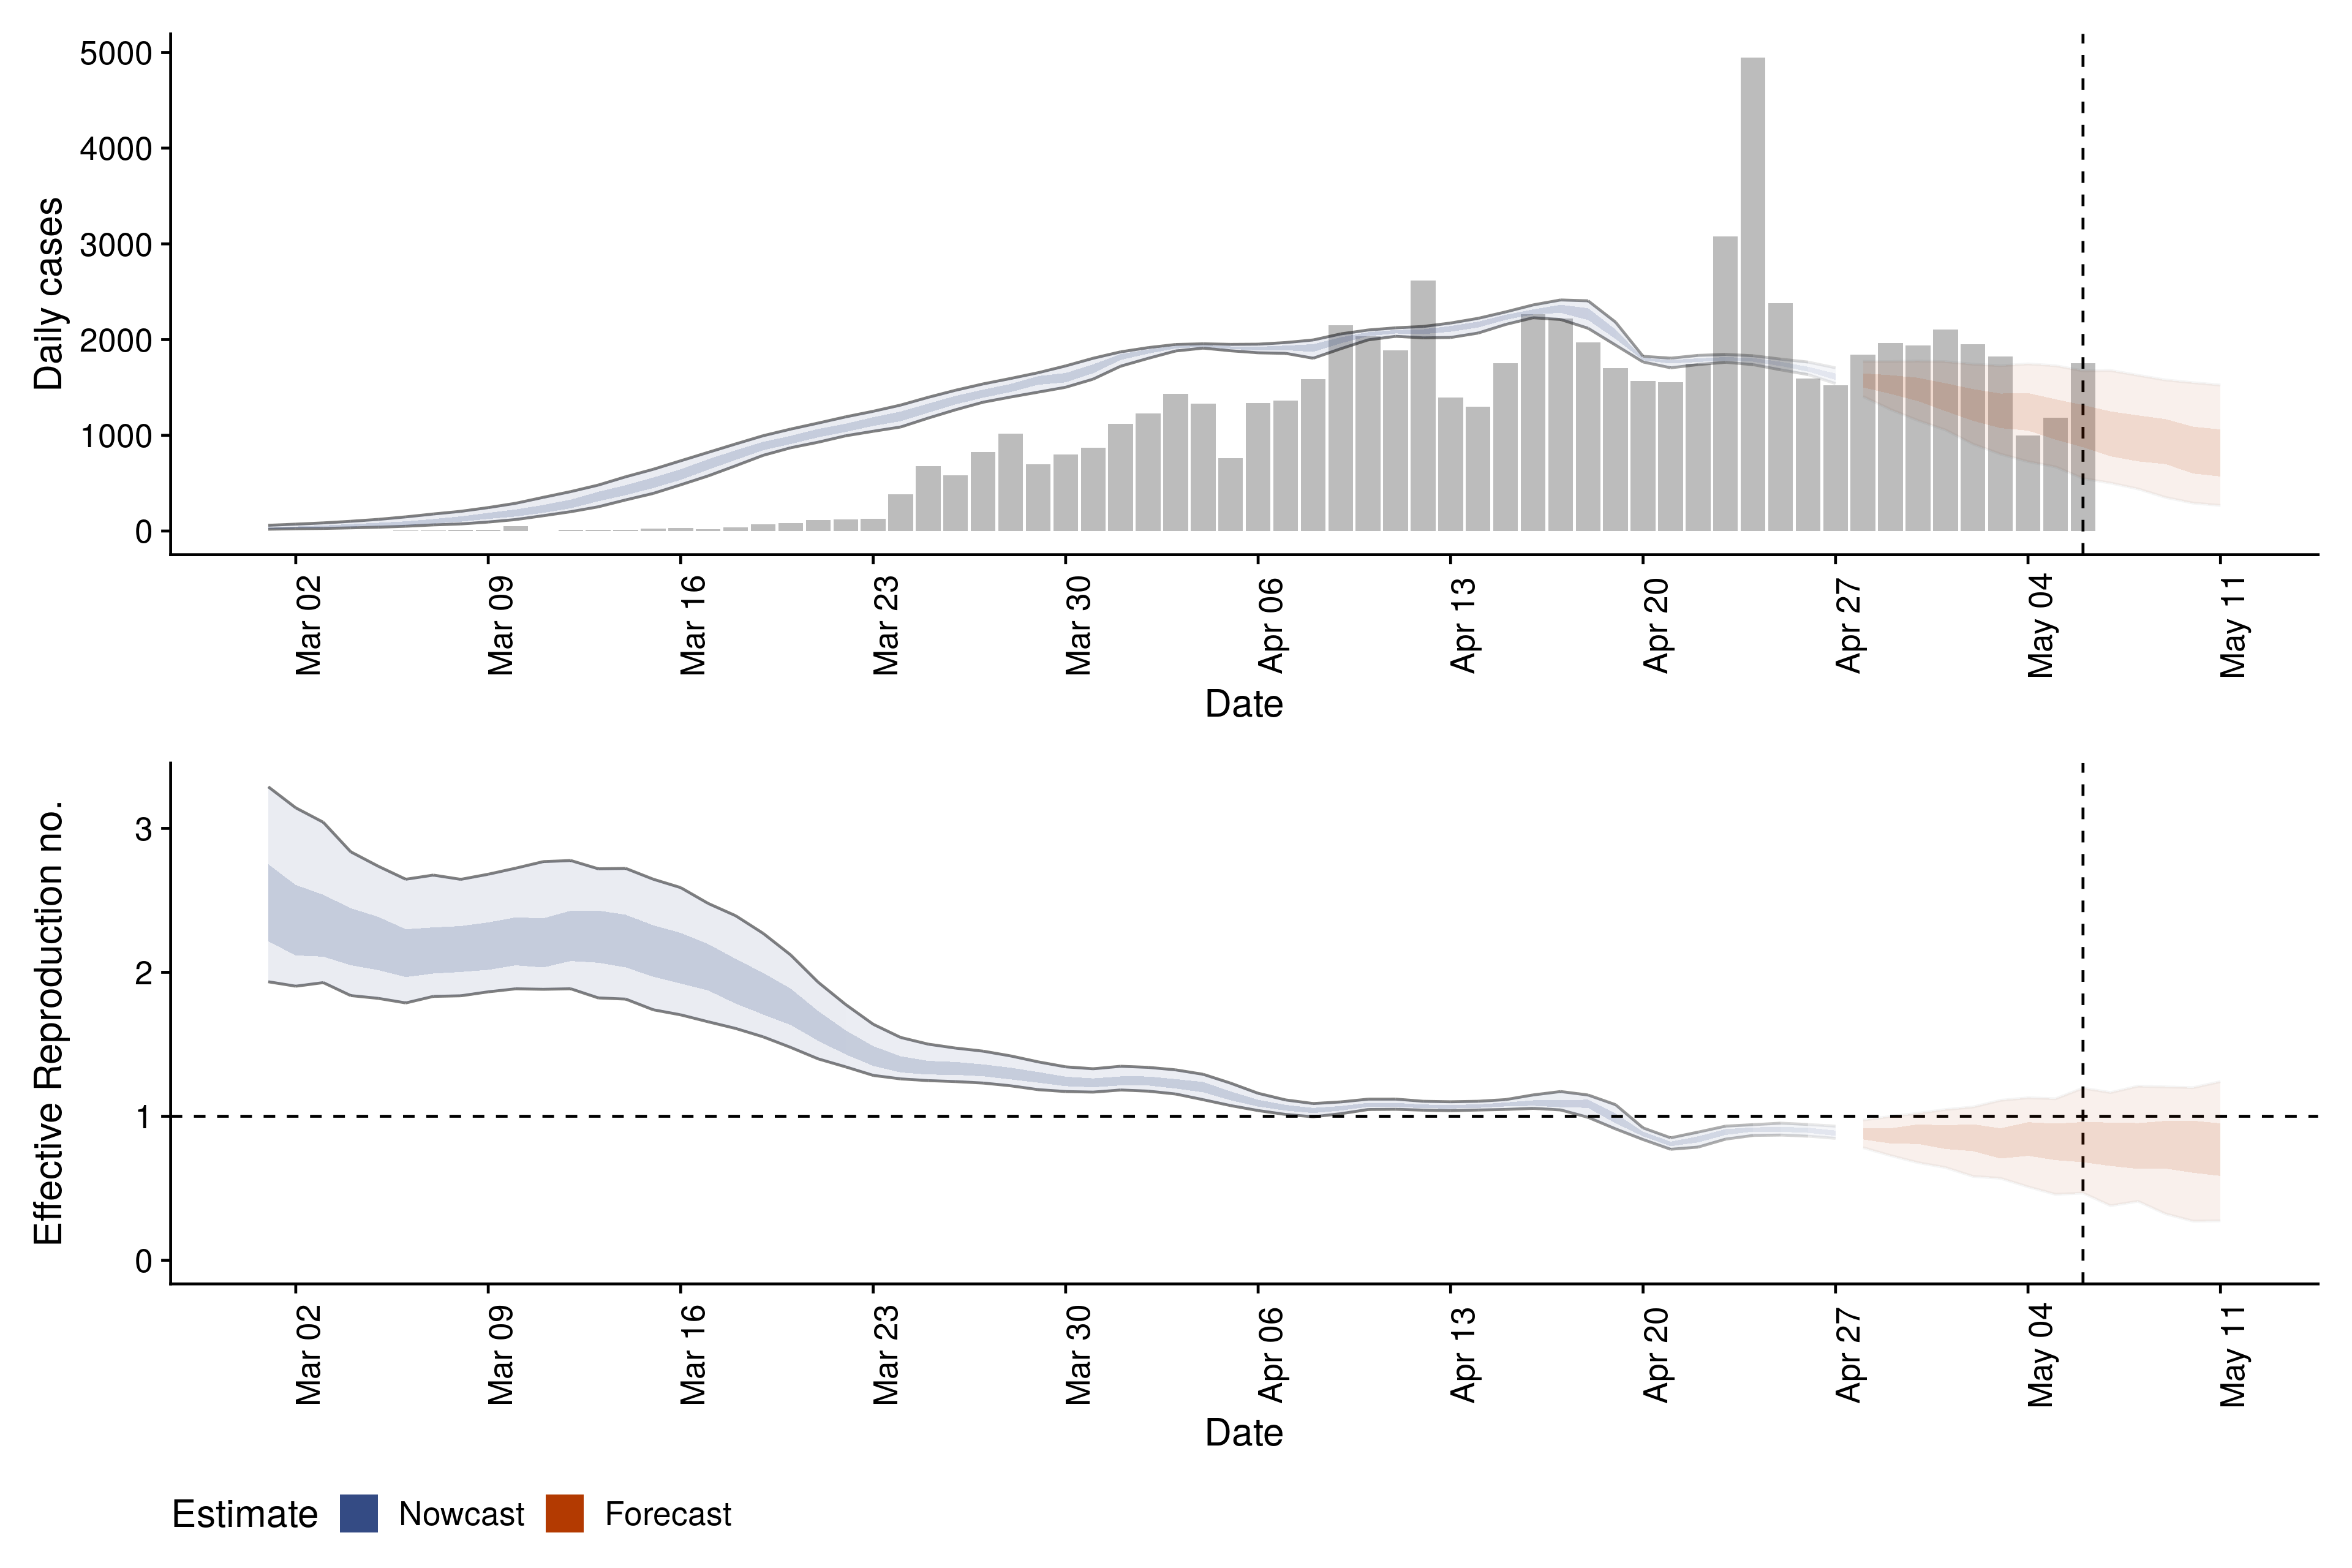 Daily cases
5000
4000
3000
2000
1000
0
Mar 02
Mar 09
Mar 16
Mar 23
Mar 30
Apr 06
Apr 13
Apr 20
Apr 27
May 04
May 11
Date
Effective Reproduction no.
3
2
1
0
Mar 02
Mar 09
Mar 16
Mar 23
Mar 30
Apr 06
Apr 13
Apr 20
Apr 27
May 04
May 11
Date
Estimate Nowcast Forecast